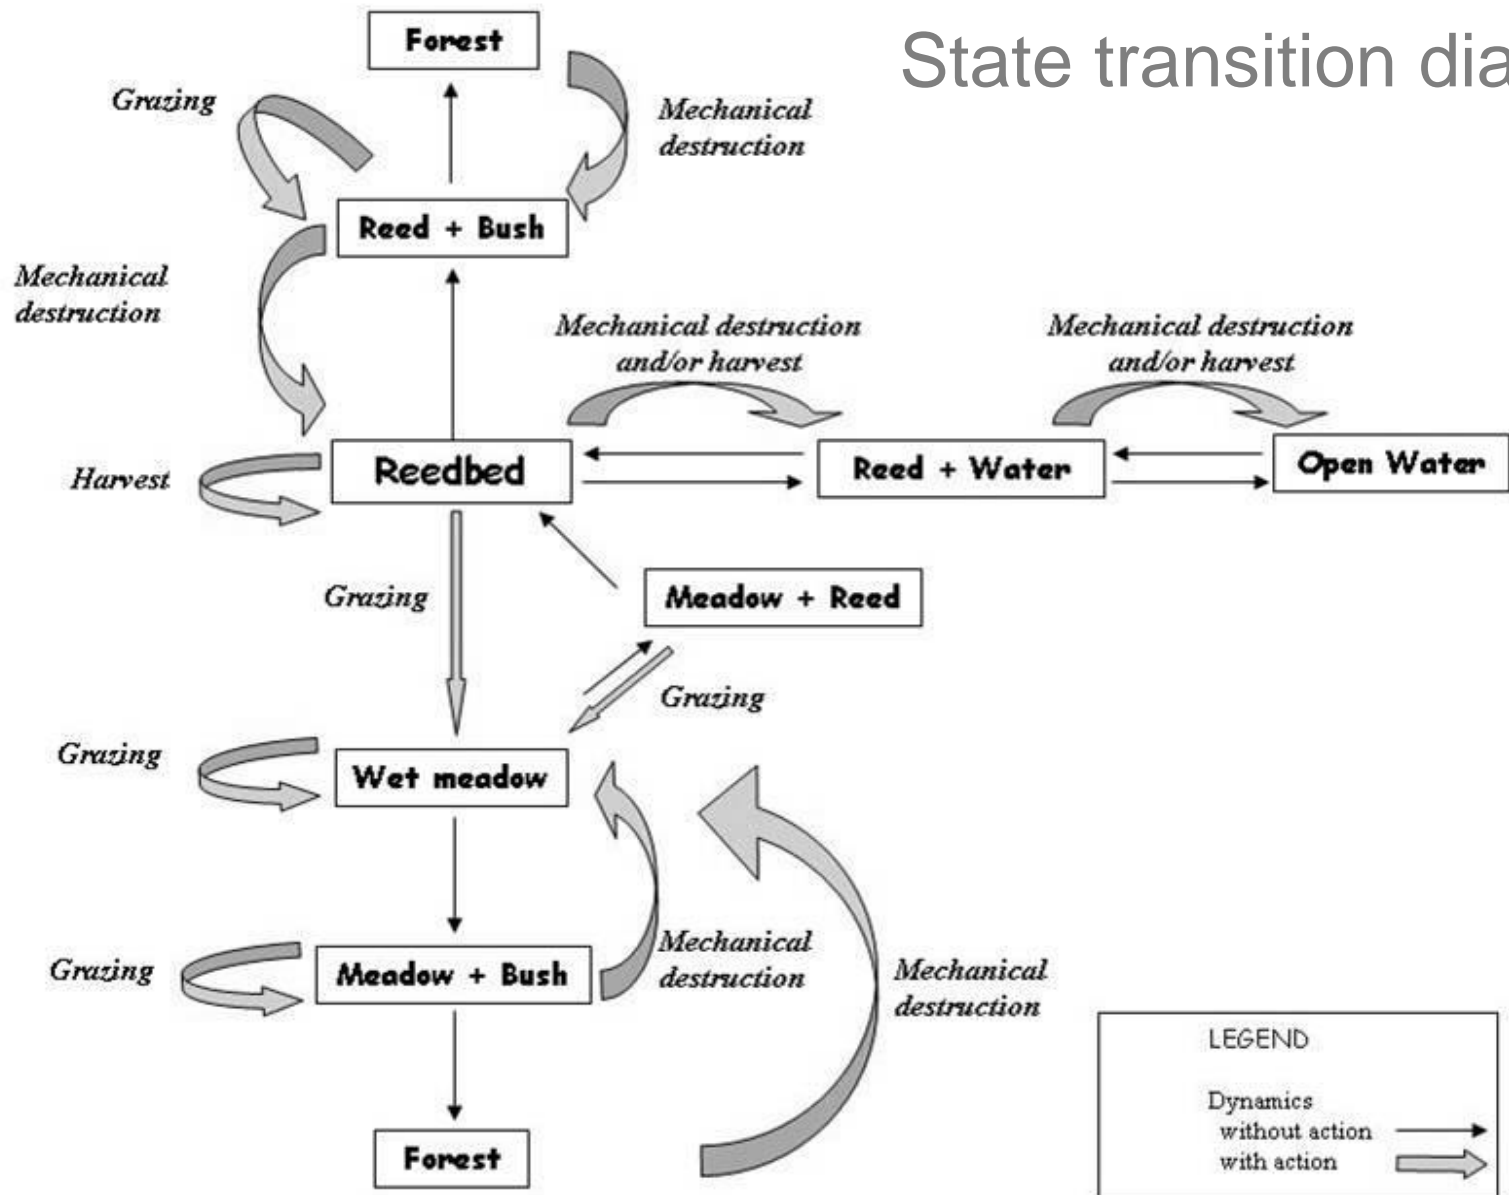 State transition dia
Forest
Grazing
Mechanical
destruction
Reed + Bush
Mechanical
destruction
Mechanical destruction
and/or harvest
Mechanical destruction
and/or harvest
Harvest
Reedbed
Reed + Water
Open Water
Grazing
Meadow + Reed
Grazing
Grazing
Wet meadow
Mechanical
destruction
Grazing
Meadow + Bush
Mechanical
destruction
Forest
LEGEND
Dynamics
without action
with action